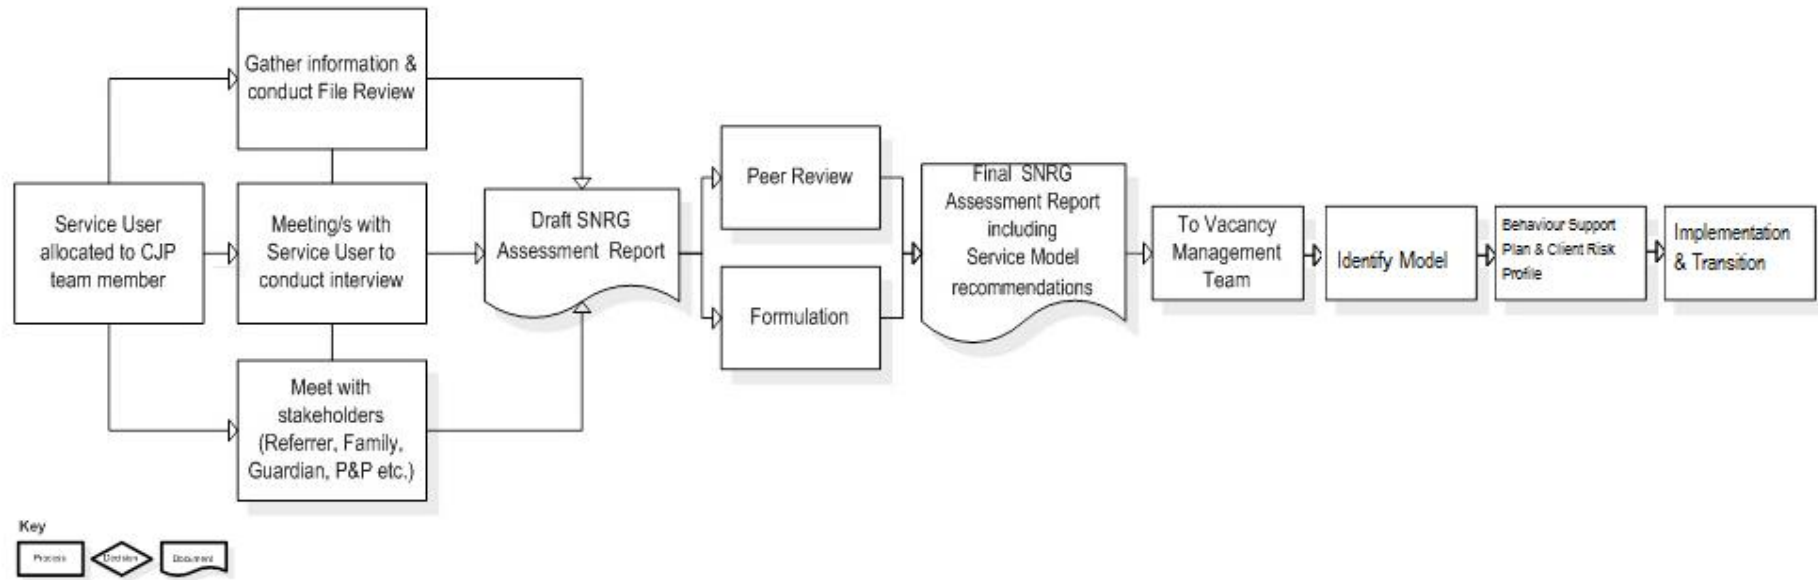 Gather information &
conduct File Review
Service User
allocated to CJP
team member
Meeting/s with
Service User to
conduct interview
Meet with
stakeholders
(Referrer, Family,
Guardian, P&P etc.)
Draft SNRG
Assessment Report
Peer Review
Formulation
Final SNRG
Assessment Report
including
Service Model
recommendations
To Vacancy
Management
Team
Identify Model
Behaviour Support
Plan & Client Risk
Profile
Implementation
& Transition
Key
Process
Decision
Document